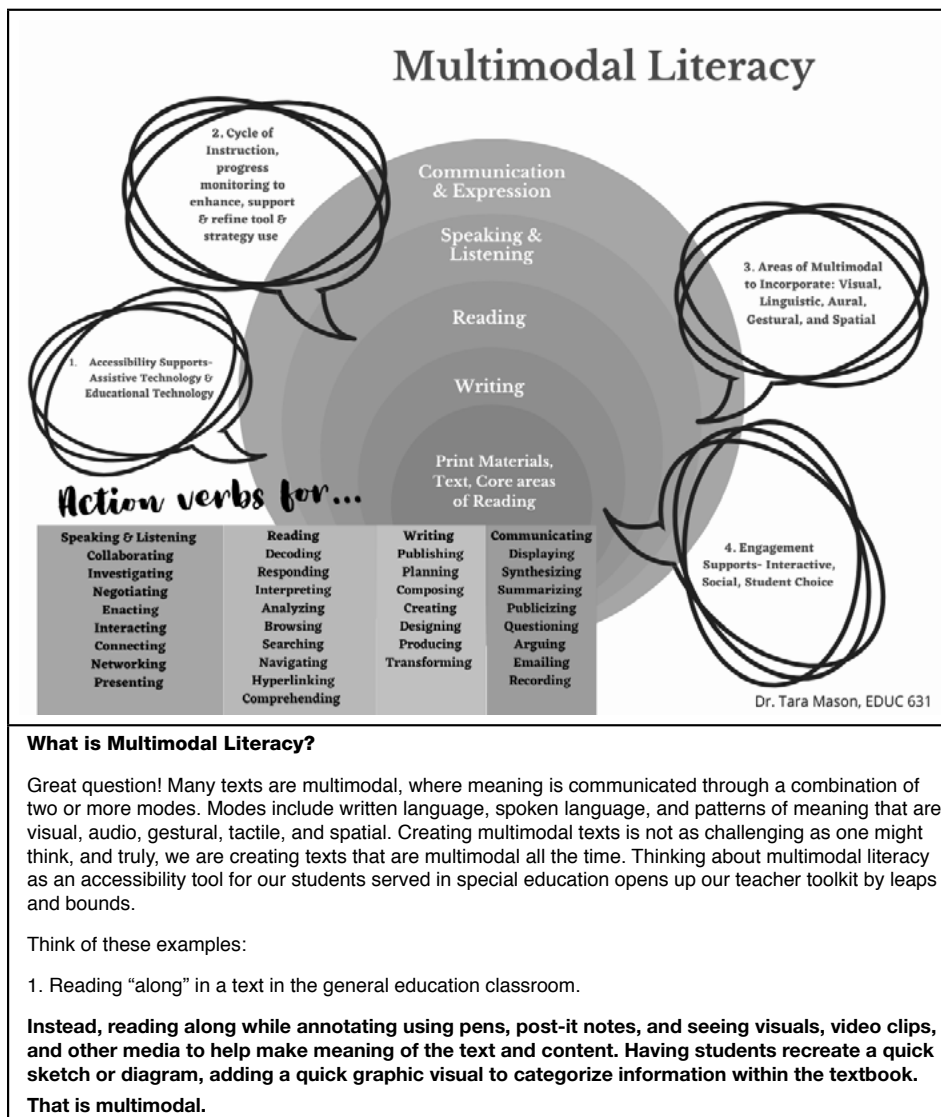 Multimodal Literacy
2. Cycle of
Instruction,
progress
monitoring to
enhance, support
& refine tool &
strategy use
Communication
& Expression
Speaking &
Listening
Reading
Writing
Print Materials,
Text, Core areas
of Reading
3. Areas of Multimodal
to Incorporate: Visual,
Linguistic, Aural,
Gestural, and Spatial
1. Accessibility Supports-
Assistive Technology &
Educational Technology
4. Engagement
Supports- Interactive,
Social, Student Choice
Action verbs for...
Speaking & Listening
Collaborating
Investigating
Negotiating
Enacting
Interacting
Connecting
Networking
Presenting
Reading
Decoding
Responding
Interpreting
Analyzing
Browsing
Searching
Navigating
Hyperlinking
Comprehending
Writing
Publishing
Planning
Composing
Creating
Designing
Producing
Transforming
Communicating
Displaying
Synthesizing
Summarizing
Publicizing
Questioning
Arguing
Emailing
Recording
Dr. Tara Mason, EDUC 631
What is Multimodal Literacy?
Great question! Many texts are multimodal, where meaning is communicated through a combination of
two or more modes. Modes include written language, spoken language, and patterns of meaning that are
visual, audio, gestural, tactile, and spatial. Creating multimodal texts is not as challenging as one might
think, and truly, we are creating texts that are multimodal all the time. Thinking about multimodal literacy
as an accessibility tool for our students served in special education opens up our teacher toolkit by leaps
and bounds.
Think of these examples:
1. Reading “along” in a text in the general education classroom.
Instead, reading along while annotating using pens, post-it notes, and seeing visuals, video clips,
and other media to help make meaning of the text and content. Having students recreate a quick
sketch or diagram, adding a quick graphic visual to categorize information within the textbook.
That is multimodal.